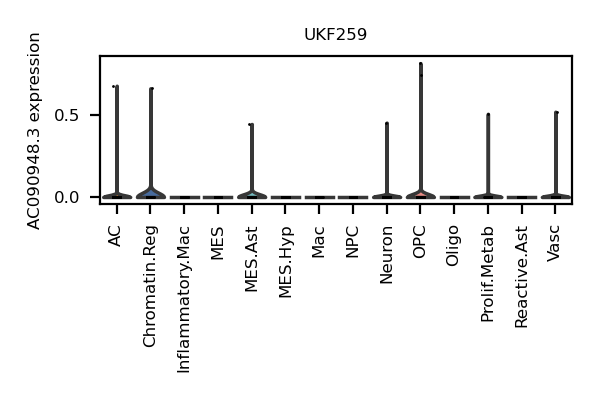 UKF259
AC090948.3 expression
0.5
0.0
AC
Chromatin.Reg
Inflammatory.Mac
MES
MES.Ast
MES.Hyp
Mac
NPC
Neuron
OPC
Oligo
Prolif.Metab
Reactive.Ast
Vasc